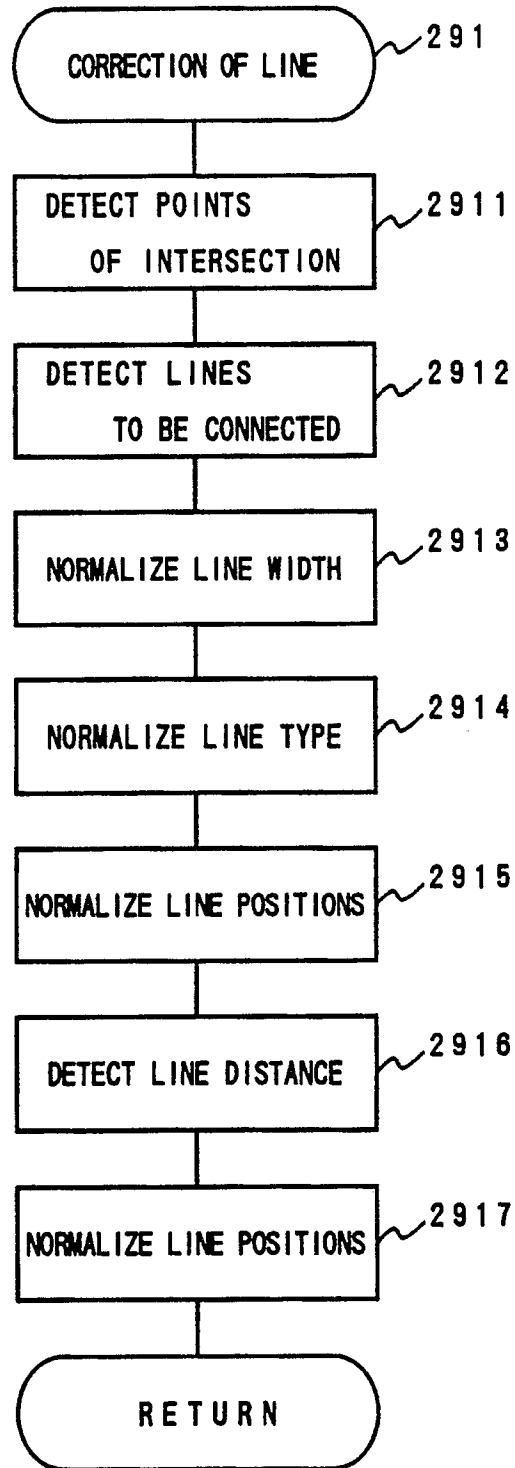 CORRECTION OF LINE
291
DETECT POINTS
OF INTERSECTION
2911
DETECT LINES
TO BE CONNECTED
2912
NORMALIZE LINE WIDTH
2913
NORMALIZE LINE TYPE
2914
NORMALIZE LINE POSITIONS
2915
DETECT LINE DISTANCE
2916
NORMALIZE LINE POSITIONS
2917
RETURN